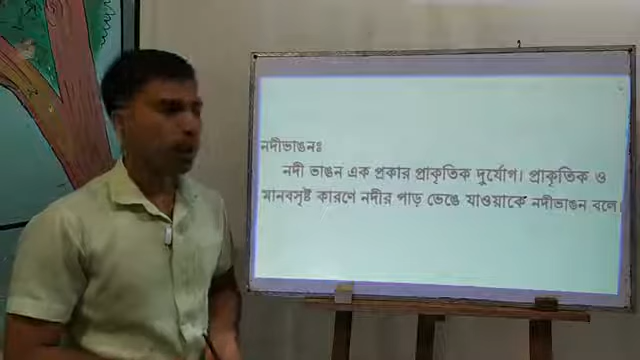 নদীভাঙনঃ
নদী ভাঙন এক প্রকার প্রাকৃতিক দুর্যোগ। প্রাকৃতিক ও
মানবসৃষ্ট কারণে নদীর পাড় ভেঙে যাওয়াকে নদীভাঙন বলে।